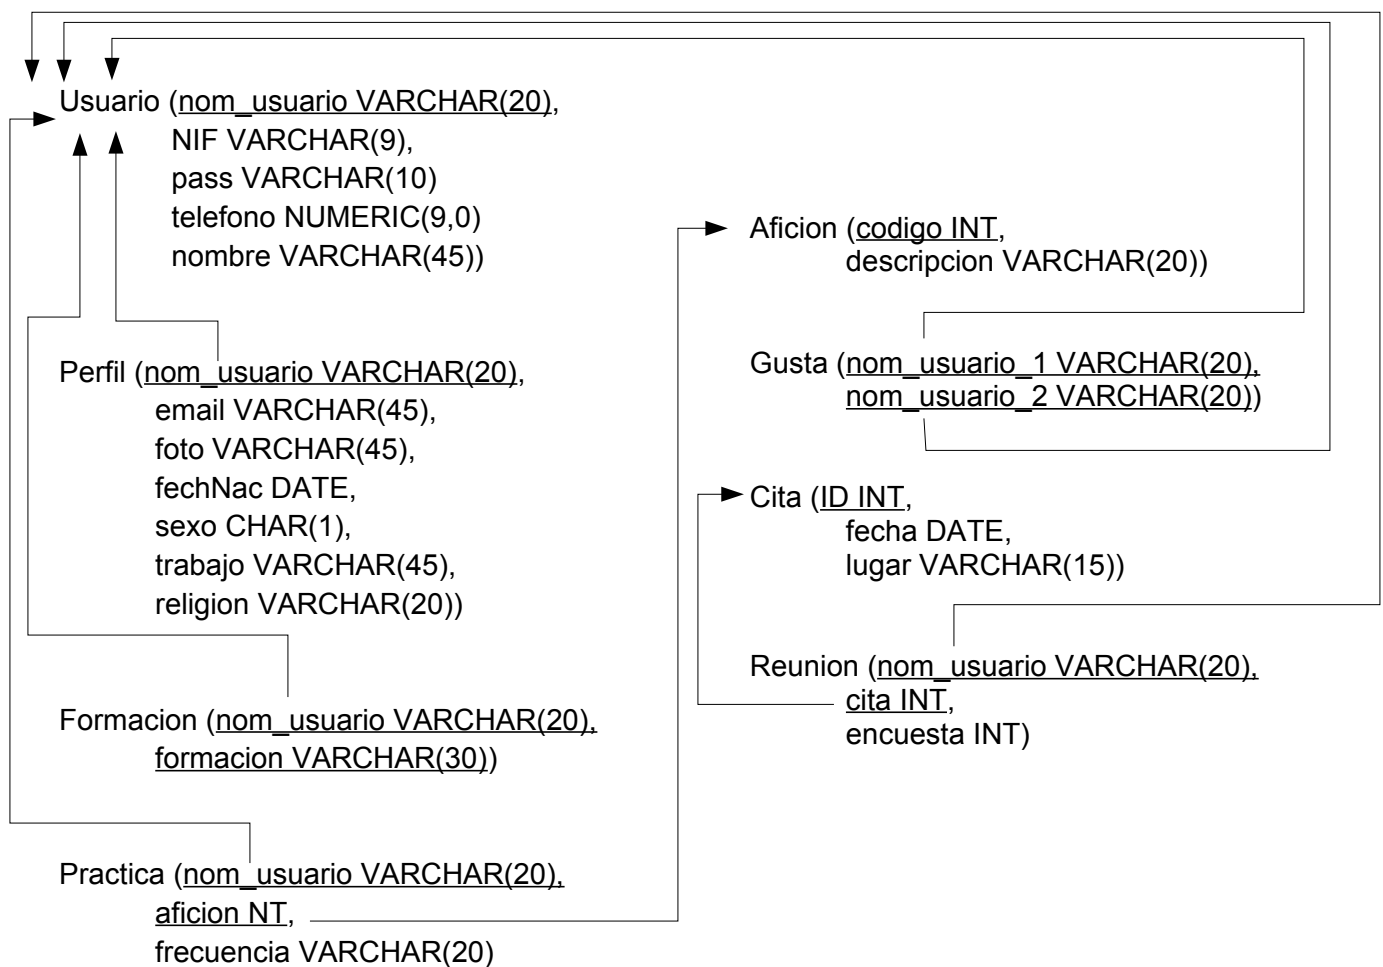 Usuario (nom_usuario VARCHAR(20),
NIF VARCHAR(9),
pass VARCHAR(10)
telefono NUMERIC(9,0)
nombre VARCHAR(45))
Perfil (nom_usuario VARCHAR(20),
email VARCHAR(45),
foto VARCHAR(45),
fechNac DATE,
sexo CHAR(1),
trabajo VARCHAR(45),
religion VARCHAR(20))
Formacion (nom_usuario VARCHAR(20),
formacion VARCHAR(30))
Practica (nom_usuario VARCHAR(20),
aficion NT,
frecuencia VARCHAR(20)
Aficion (codigo INT,
descripcion VARCHAR(20))
Gusta (nom_usuario_1 VARCHAR(20),
nom_usuario_2 VARCHAR(20))
Cita (ID INT,
fecha DATE,
lugar VARCHAR(15))
Reunion (nom_usuario VARCHAR(20),
cita INT,
encuesta INT)